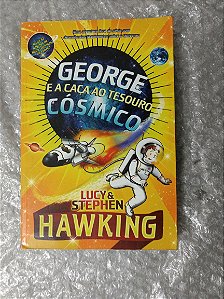 GEORGE
E A CAÇA AO TESOURO
CÓSMICO
LUCY &
STEPHEN
HAWKING